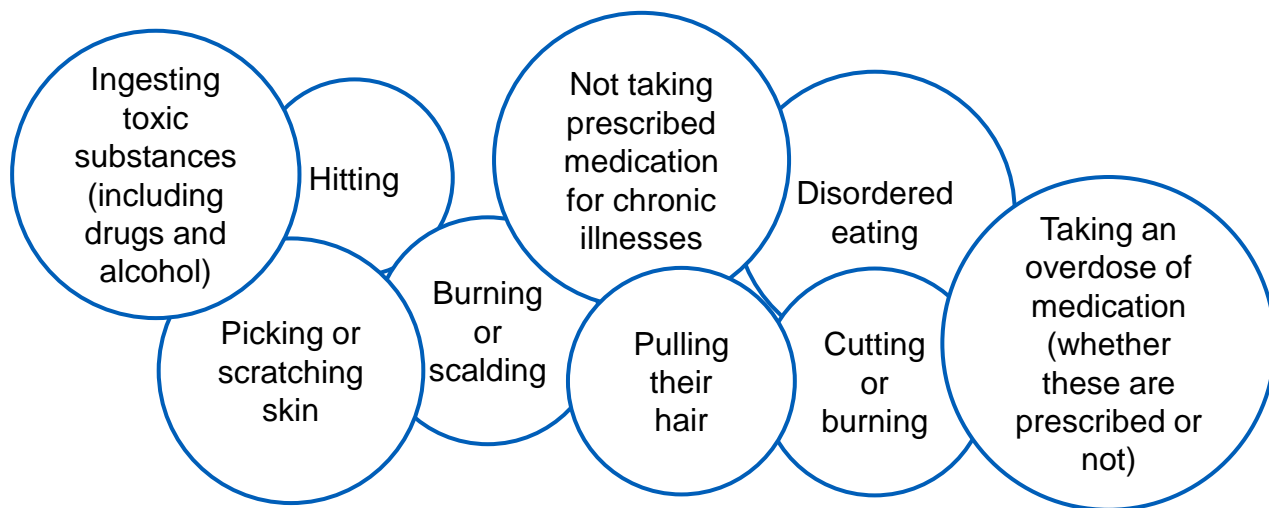 Ingesting
toxic
substances
(including
drugs and
alcohol)
Hitting
Not taking
prescribed
medication
for chronic
illnesses
Disordered
eating
Taking an
overdose of
medication
(whether
these are
prescribed or
not)
Picking or
scratching
skin
Burning
or
scalding
Pulling
their
hair
Cutting
or
burning